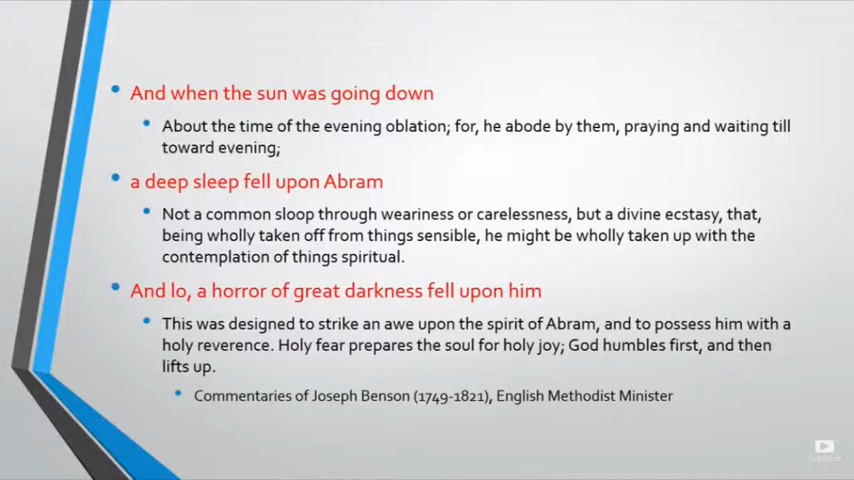 And when the sun was going down
About the time of the evening oblation; for, he abode by them, praying and waiting till
toward evening;
a deep sleep fell upon Abram
Not a common sloop through weariness or carelessness, but a divine ecstasy, that,
being wholly taken off from things sensible, he might be wholly taken up with the
contemplation of things spiritual.
And lo, a horror of great darkness fell upon him
This was designed to strike an awe upon the spirit of Abram, and to possess him with a
holy reverence. Holy fear prepares the soul for holy joy; God humbles first, and then
lifts up.
Commentaries of Joseph Benson (1749-1821), English Methodist Minister